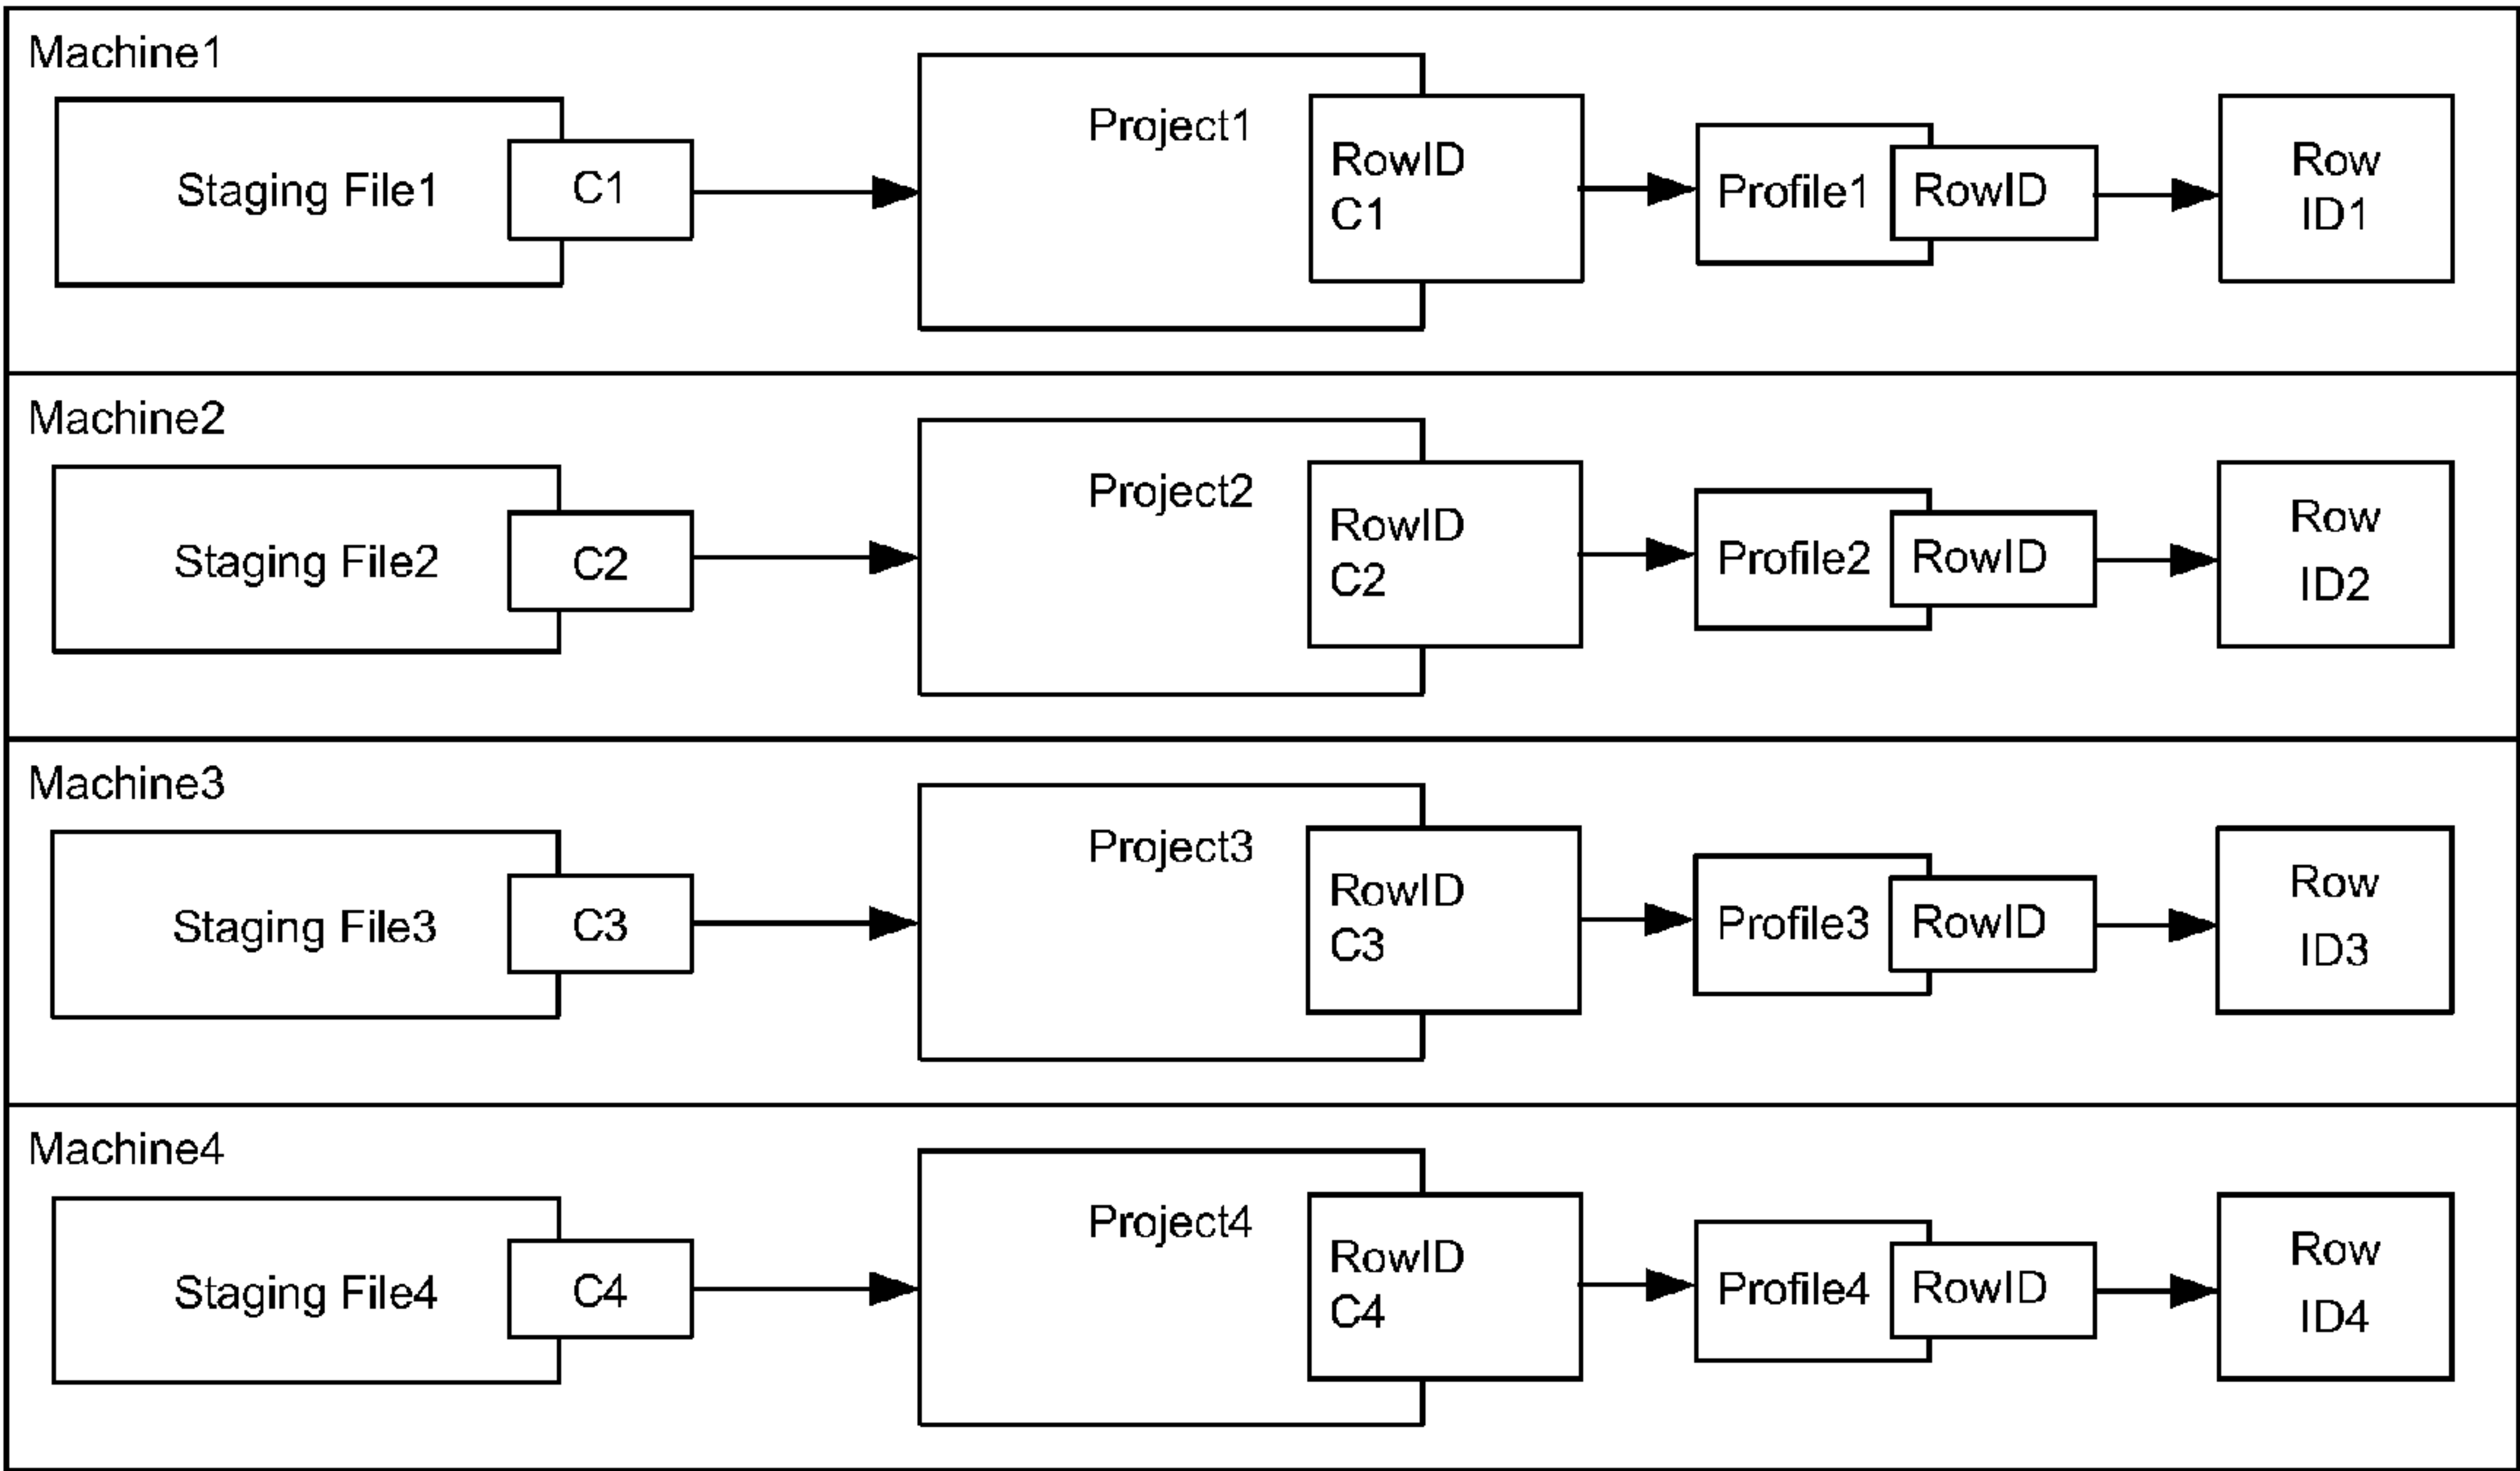 Machine1
Staging File1
C1
Project1
RowID
C1
Profile1
RowID
Row
ID1
Machine2
Staging File2
C2
Project2
RowID
C2
Profile2
RowID
Row
ID2
Machine3
Staging File3
C3
Project3
RowID
C3
Profile3
RowID
Row
ID3
Machine4
Staging File4
C4
Project4
RowID
C4
Profile4
RowID
Row
ID4